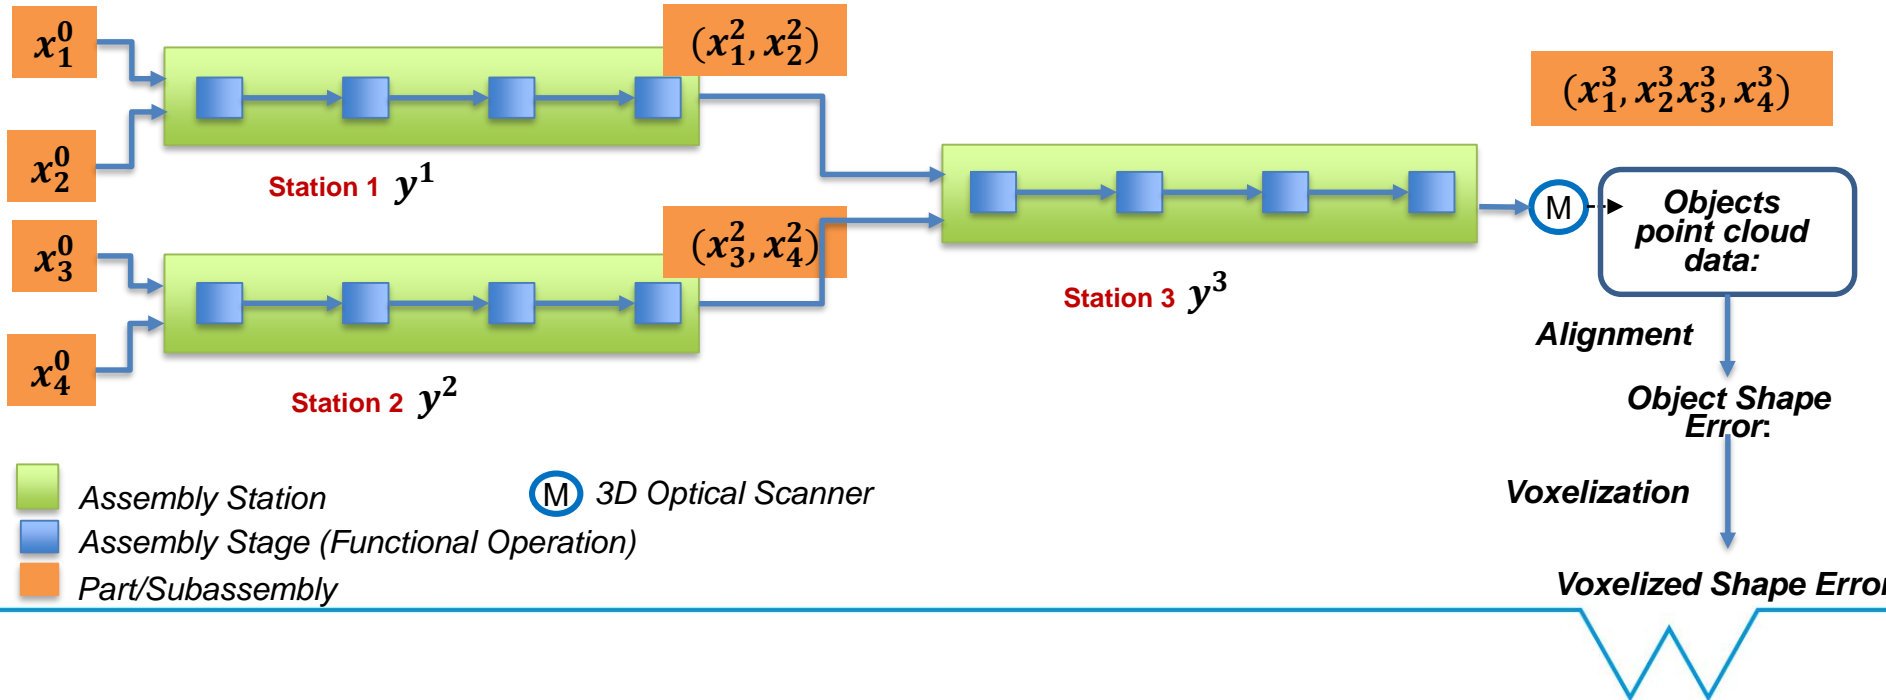 x_1^0
x_2^0
(x_1^2, x_2^2)
Station 1 y^1
x_3^0
x_4^0
(x_3^2, x_4^2)
Station 2 y^2
Station 3 y^3
(x_1^3, x_2^3x_3^3, x_4^3)
M
Objects
point cloud
data:
Alignment
Object Shape
Error:
Voxelization
Voxelized Shape Error
Assembly Station
M 3D Optical Scanner
Assembly Stage (Functional Operation)
Part/Subassembly